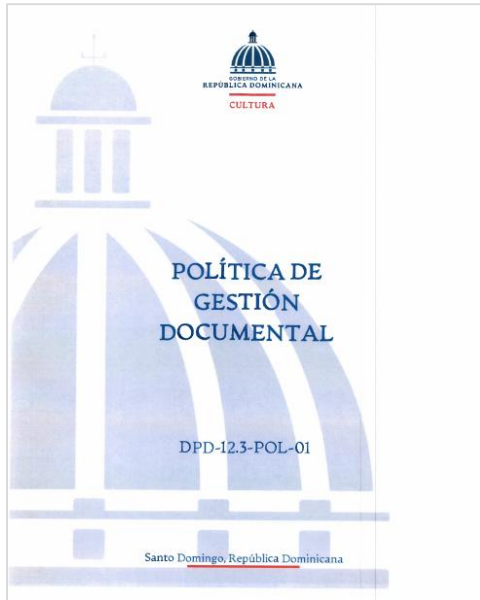 GOBIERNO DE LA
REPÚBLICA DOMINICANA
CULTURA
POLÍTICA DE
GESTIÓN
DOCUMENTAL
DPD-12.3-POL-01
Santo Domingo, República Dominicana